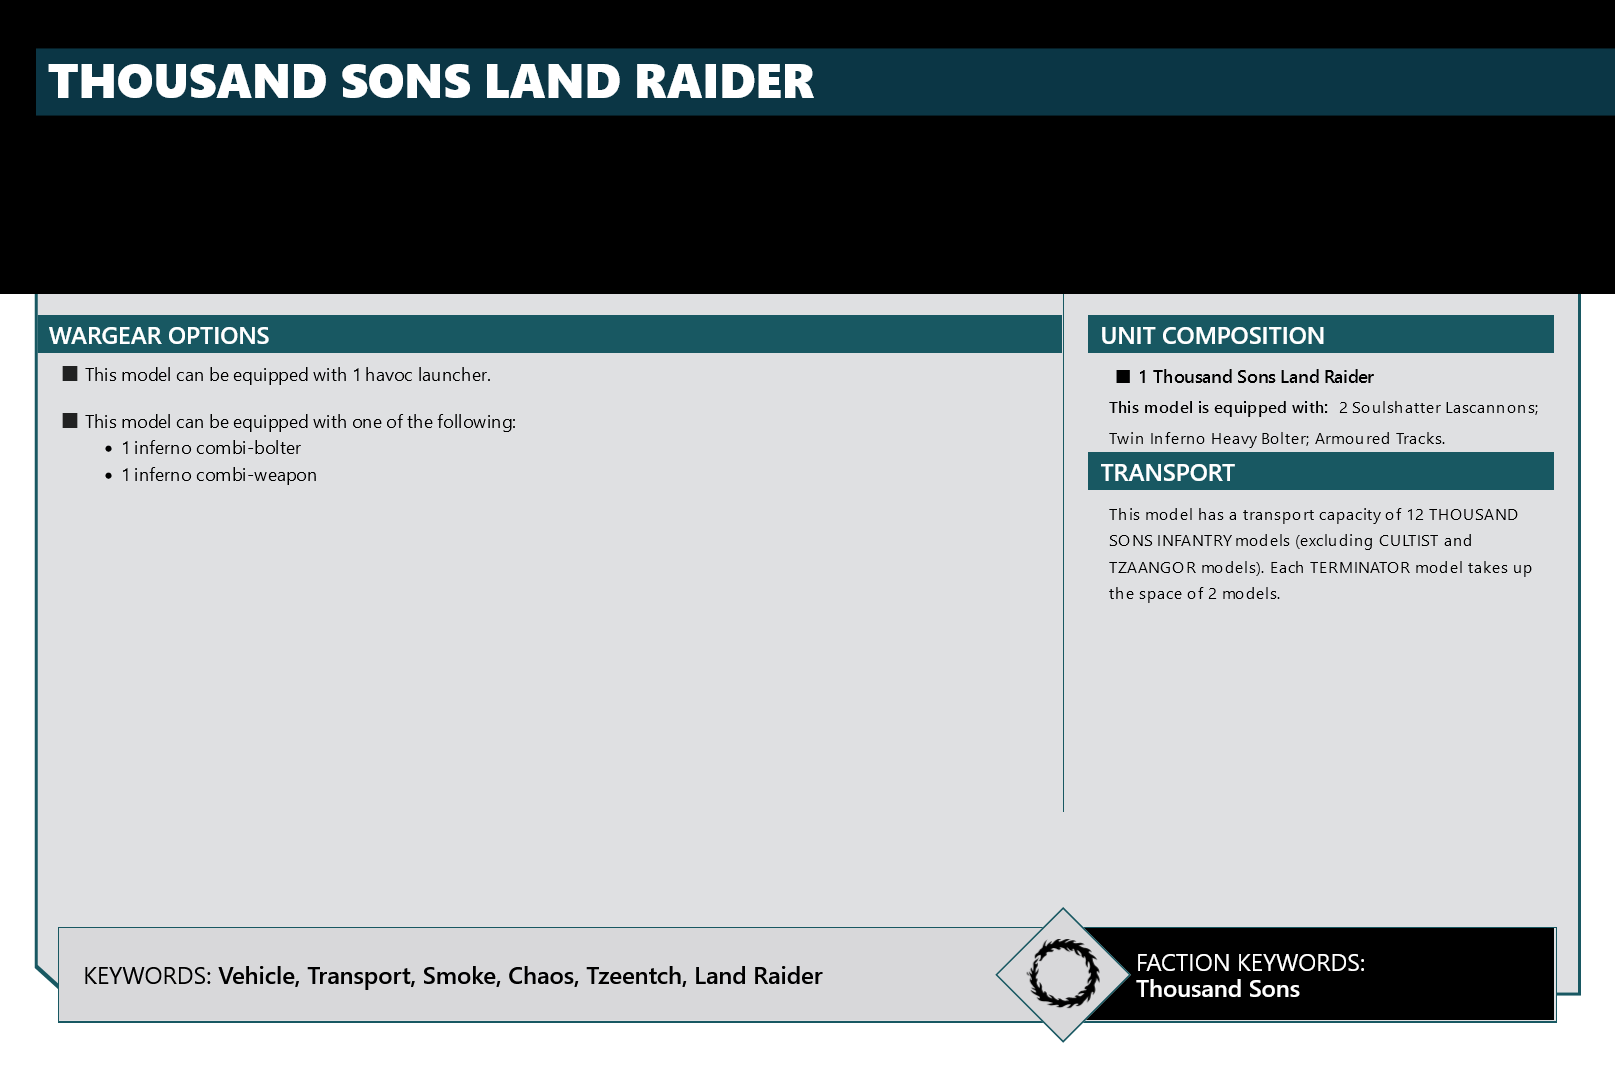 THOUSAND SONS LAND RAIDER
WARGEAR OPTIONS
■ This model can be equipped with 1 havoc launcher.
■ This model can be equipped with one of the following:
• 1 inferno combi-bolter
• 1 inferno combi-weapon
UNIT COMPOSITION
■ 1 Thousand Sons Land Raider
This model is equipped with: 2 Soulshatter Lascannons;
Twin Inferno Heavy Bolter; Armoured Tracks.
TRANSPORT
This model has a transport capacity of 12 THOUSAND
SONS INFANTRY models (excluding CULTIST and
TZAANGOR models). Each TERMINATOR model takes up
the space of 2 models.
KEYWORDS: Vehicle, Transport, Smoke, Chaos, Tzeentch, Land Raider
FACTION KEYWORDS:
Thousand Sons